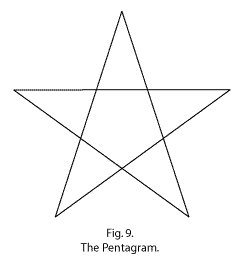 Fig. 9.
The Pentagram.